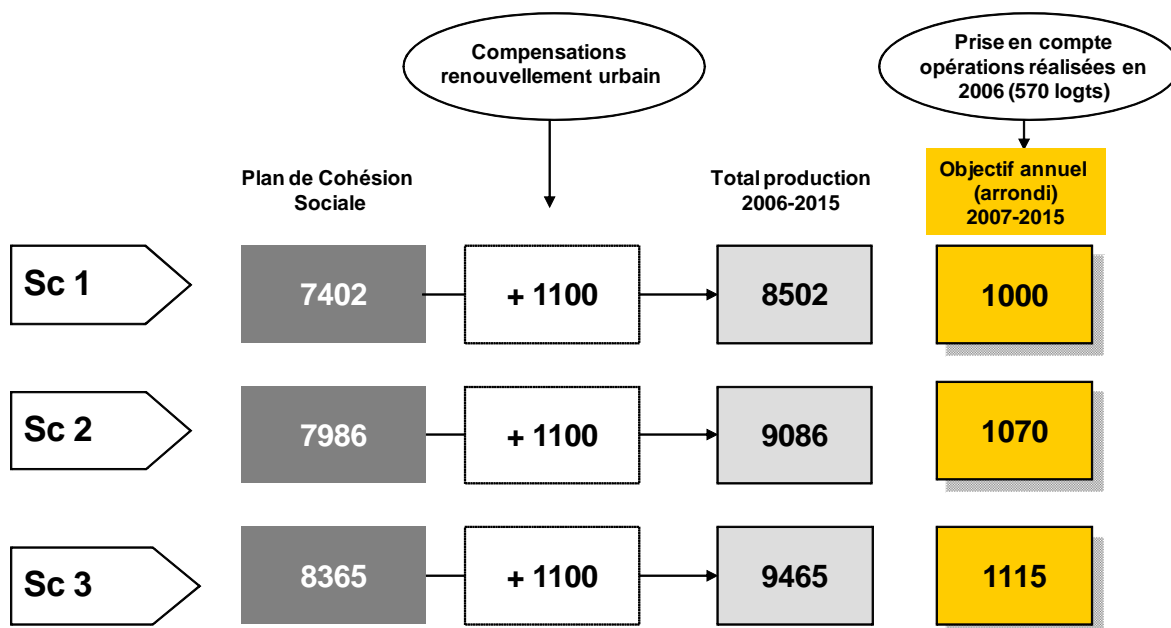 Compensations
renouvellement urbain
Prise en compte
opérations réalisées en
2006 (570 logts)
Plan de Cohésion
Sociale
Total production
2006-2015
Objectif annuel
(arrondi)
2007-2015
Sc 1
7402
+ 1100
8502
1000
Sc 2
7986
+ 1100
9086
1070
Sc 3
8365
+ 1100
9465
1115